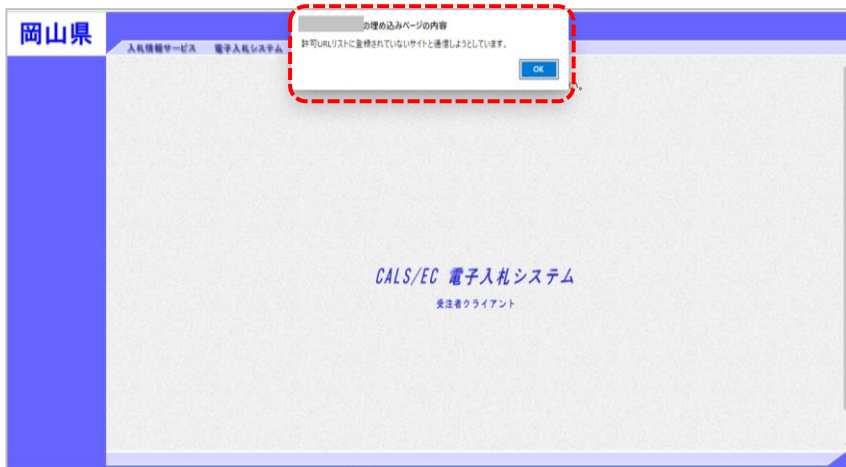 岡山県
入札情報サービス 電子入札システム
の埋め込みページの内容
許可URLリストに登録されていないサイトと通信しようとしています。
OK
い。
CALS/EC 電子入札システム
受注者クライアント